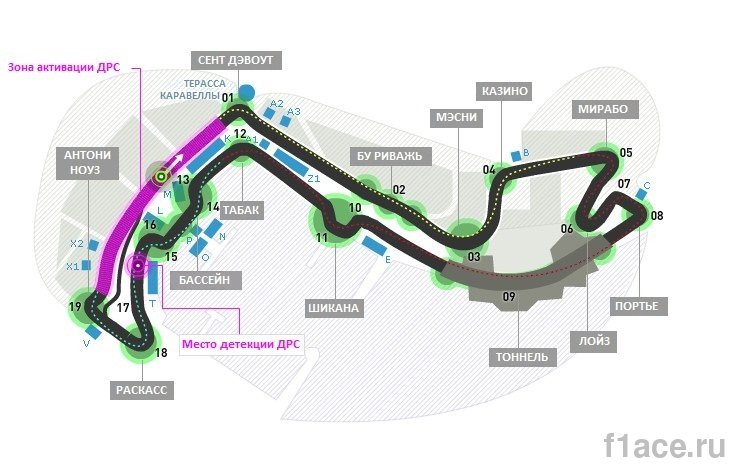 СЕНТ ДЭВОУТ
Зона активации ДРС
ТЕРАССА
КАРАВЕЛЛЫ
01
A2
A3
КАЗИНО
МИРАБО
МЭСНИ
12
K
A1
04
B
05
АНТОНИ
НОУЗ
БУ РИВАЖЬ
Z1
13
02
07
C
M
14
ТАБАК
10
06
08
L
16
P
N
11
X2
15
O
E
03
X1
БАССЕЙН
T
09
19
17
ШИКАНА
ПОРТЬЕ
V
18
Место детекции ДРС
ТОННЕЛЬ
ЛОЙЗ
РАСКАСС
f1ace.ru